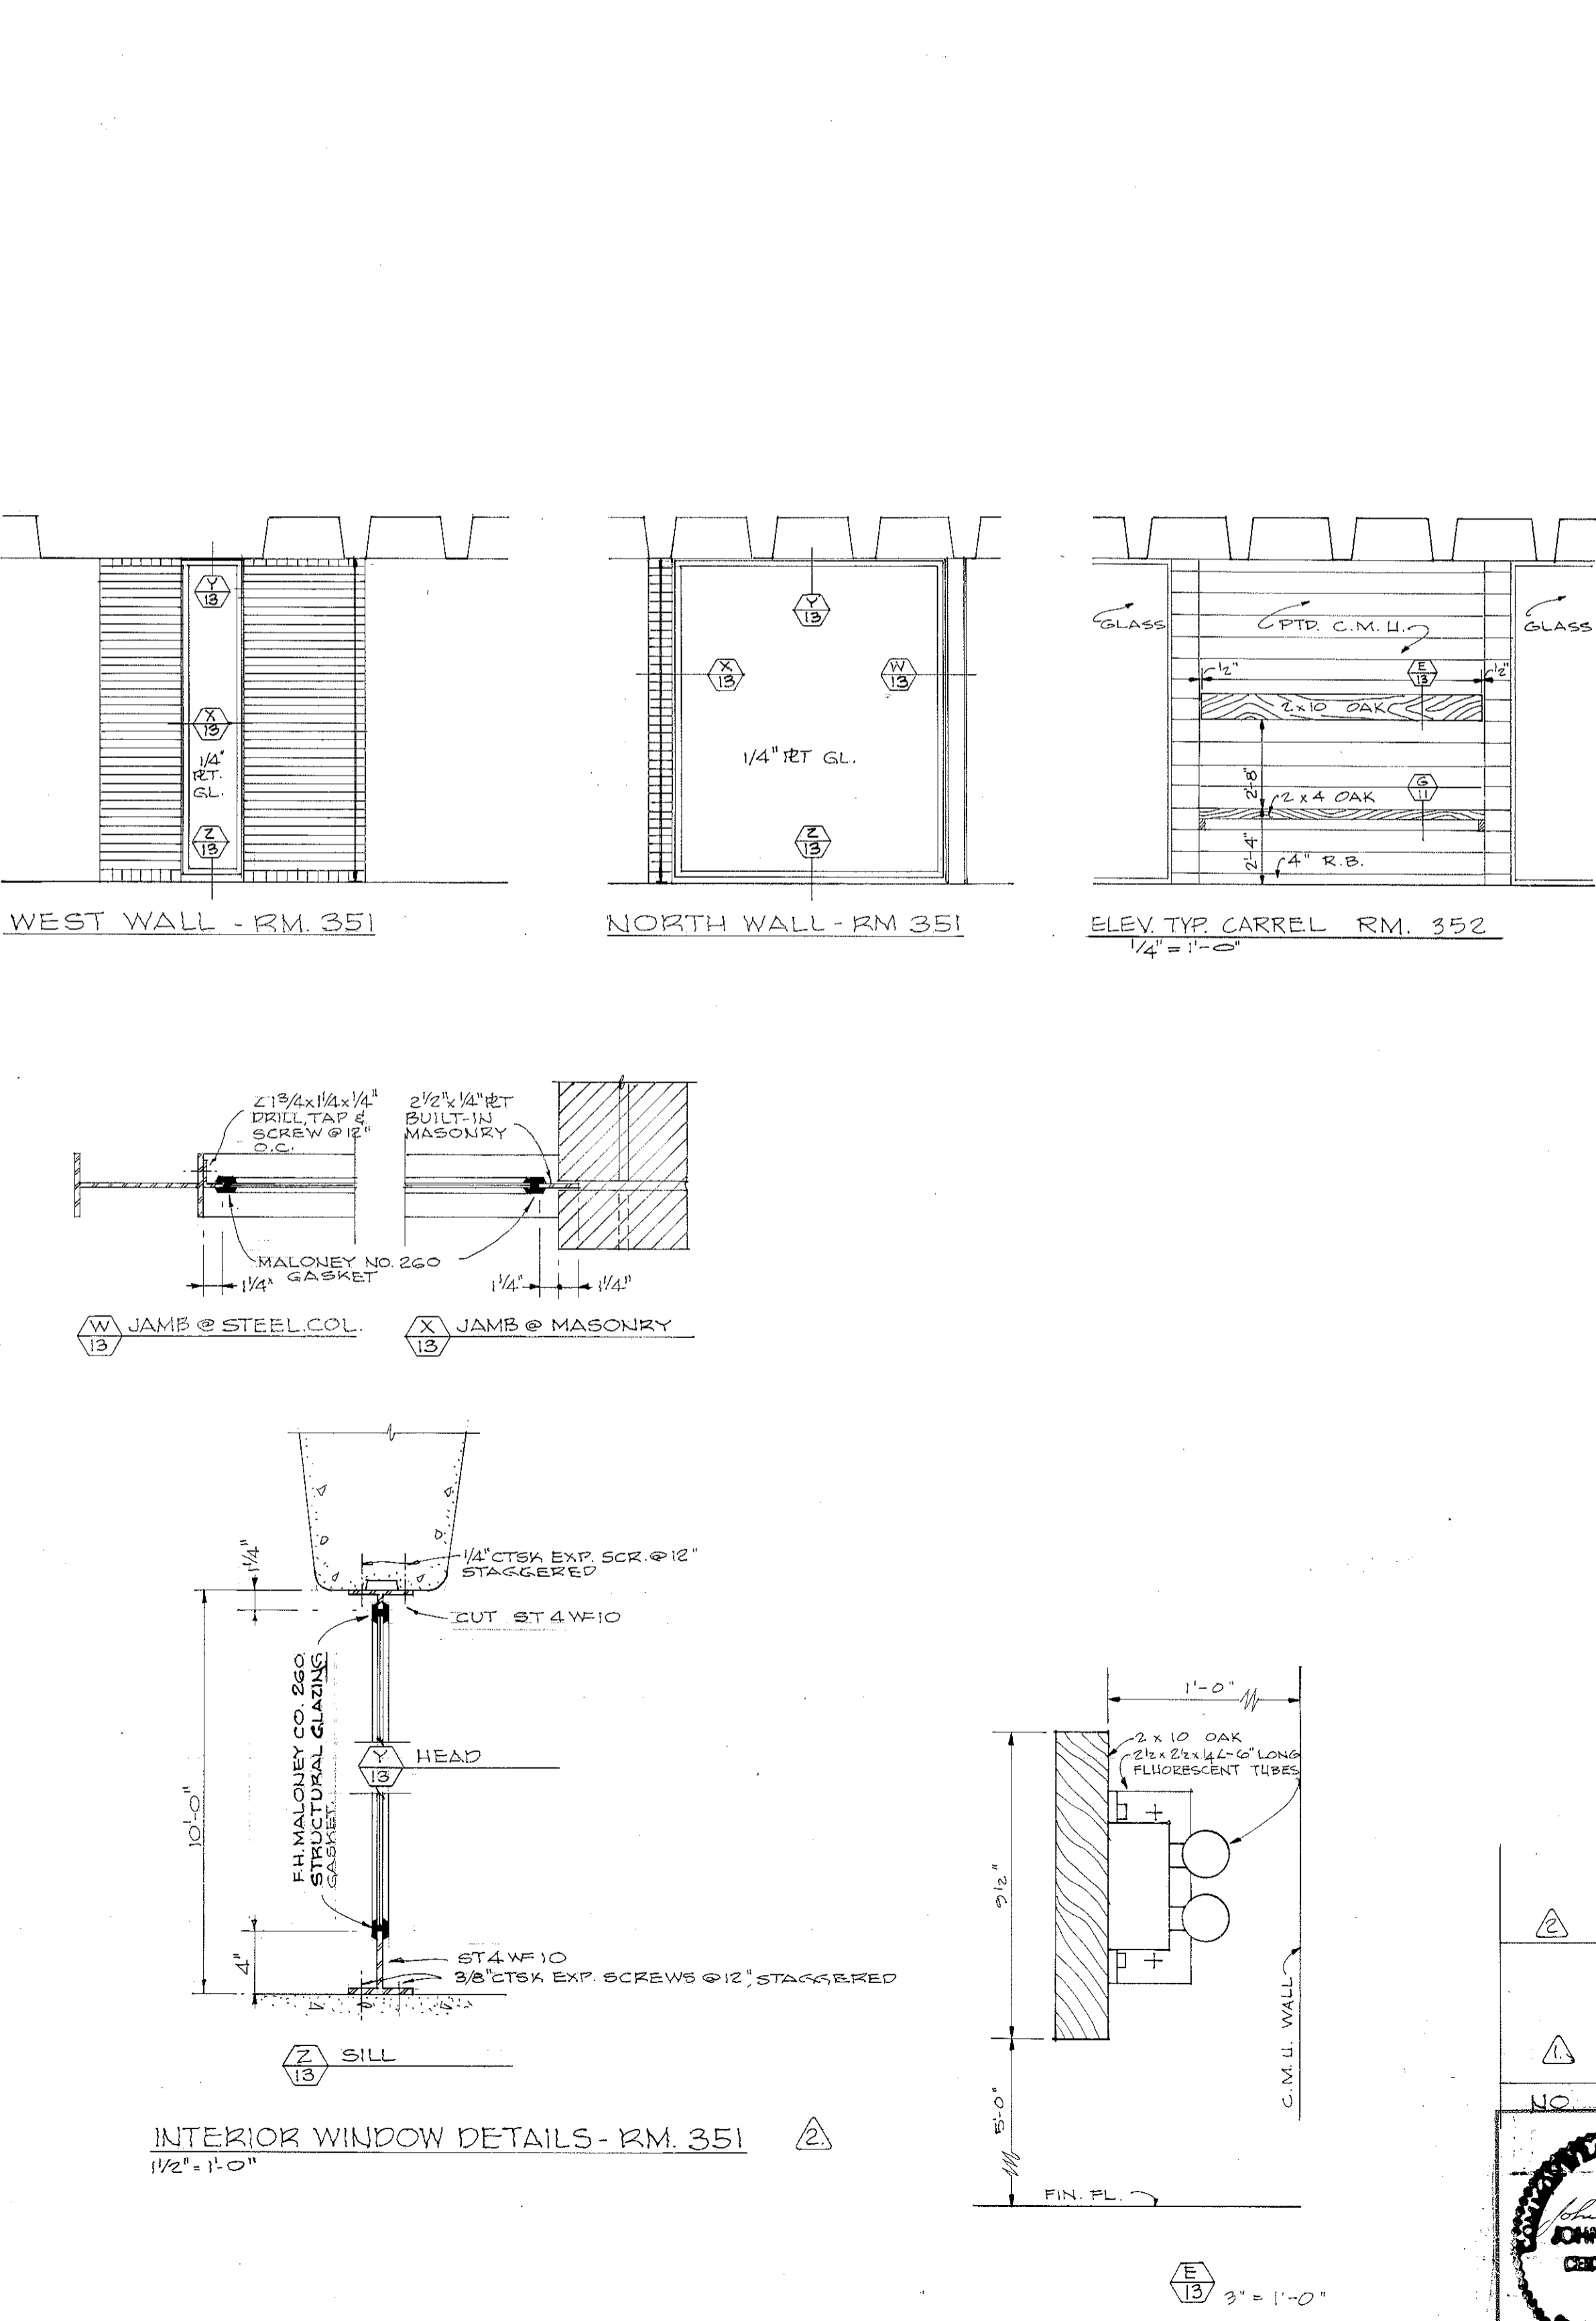 Y
13
X
13
1/4"
PLT.
GL.
Z
13
WEST WALL - RM. 351
Y
13
X
13
W
13
1/4" PLT GL.
Z
13
NORTH WALL - RM 351
GLASS
PTD. C.M.U.
GLASS
1/2"
E
13
1/2"
2x10 OAK
2'-8"
G
11
2 x 4 OAK
2'-4"
4" R.B.
ELEV. TYP. CARREL RM. 352
1/4" = 1'-0"
∠ 1 3/4 x 1 1/4 x 1/4"
DRILL, TAP &
SCREW @ 12"
O.C.
2 1/2" x 1/4" PLT
BUILT-IN
MASONRY
MALONEY NO. 260
GASKET
1 1/4"
1 1/4"
1 1/4"
W
13
JAMB @ STEEL COL.
X
13
JAMB @ MASONRY
1 1/4"
1/4" CTSK EXP. SCR. @ 12"
STAGGERED
CUT ST 4 WF 10
F.H. MALONEY CO. 260
STRUCTURAL GLAZING
GASKET
Y
13
HEAD
10'-0"
4"
ST 4 WF 10
3/8" CTSK EXP. SCREWS @ 12", STAGGERED
Z
13
SILL
INTERIOR WINDOW DETAILS - RM. 351
2.
1 1/2" = 1'-0"
1'-0"
2 x 10 OAK
2 1/2 x 2 1/2 x 1/4 ∠ - 6" LONG
FLUORESCENT TUBES
9 1/2"
C.M.U. WALL
5'-0"
FIN. FL.
E
13
3" = 1'-0"
2
1.
NO.